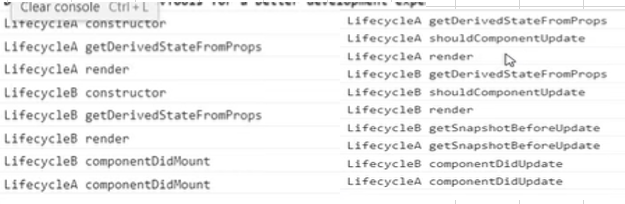 Tools for a better development expe
Clear console Ctrl + L
LifecycleA constructor
LifecycleA getDerivedStateFromProps
LifecycleA render
LifecycleB constructor
LifecycleB getDerivedStateFromProps
LifecycleB render
LifecycleB componentDidMount
LifecycleA componentDidMount
LifecycleA getDerivedStateFromProps
LifecycleA shouldComponentUpdate
LifecycleA render
LifecycleB getDerivedStateFromProps
LifecycleB shouldComponentUpdate
LifecycleB render
LifecycleB getSnapshotBeforeUpdate
LifecycleA getSnapshotBeforeUpdate
LifecycleB componentDidUpdate
LifecycleA componentDidUpdate